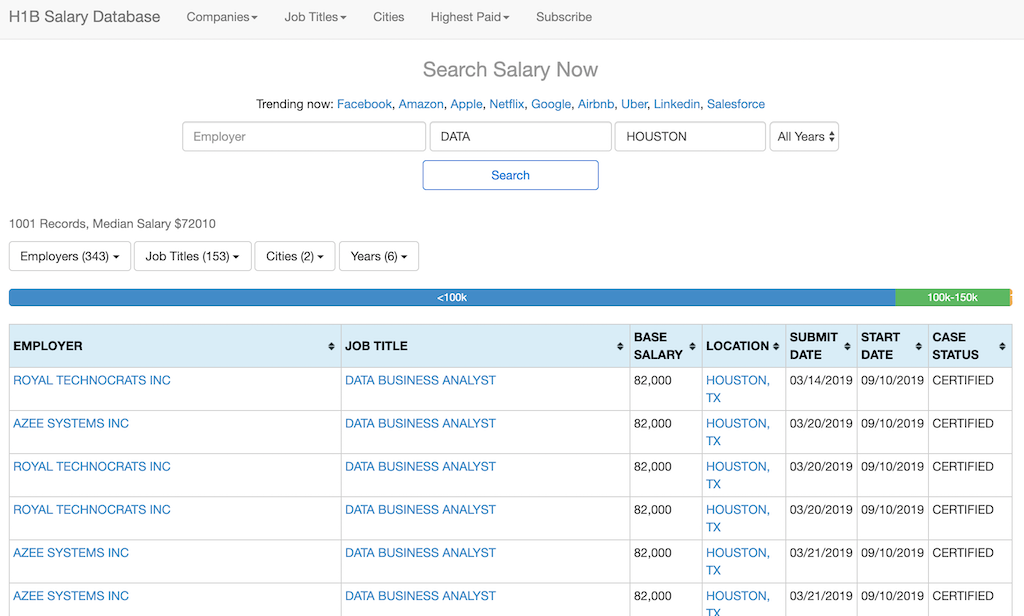 H1B Salary Database Companies Job Titles Cities Highest Paid Subscribe
Search Salary Now
Trending now: Facebook, Amazon, Apple, Netflix, Google, Airbnb, Uber, Linkedin, Salesforce
Employer DATA HOUSTON All Years
Search
1001 Records, Median Salary $72010
Employers (343) Job Titles (153) Cities (2) Years (6)
<100k 100k-150k
EMPLOYER JOB TITLE BASE SALARY LOCATION SUBMIT DATE START DATE CASE STATUS
ROYAL TECHNOCRATS INC DATA BUSINESS ANALYST 82,000 HOUSTON, TX 03/14/2019 09/10/2019 CERTIFIED
AZEE SYSTEMS INC DATA BUSINESS ANALYST 82,000 HOUSTON, TX 03/20/2019 09/10/2019 CERTIFIED
ROYAL TECHNOCRATS INC DATA BUSINESS ANALYST 82,000 HOUSTON, TX 03/20/2019 09/10/2019 CERTIFIED
ROYAL TECHNOCRATS INC DATA BUSINESS ANALYST 82,000 HOUSTON, TX 03/20/2019 09/10/2019 CERTIFIED
AZEE SYSTEMS INC DATA BUSINESS ANALYST 82,000 HOUSTON, TX 03/21/2019 09/10/2019 CERTIFIED
AZEE SYSTEMS INC DATA BUSINESS ANALYST 82,000 HOUSTON, TX 03/21/2019 09/10/2019 CERTIFIED